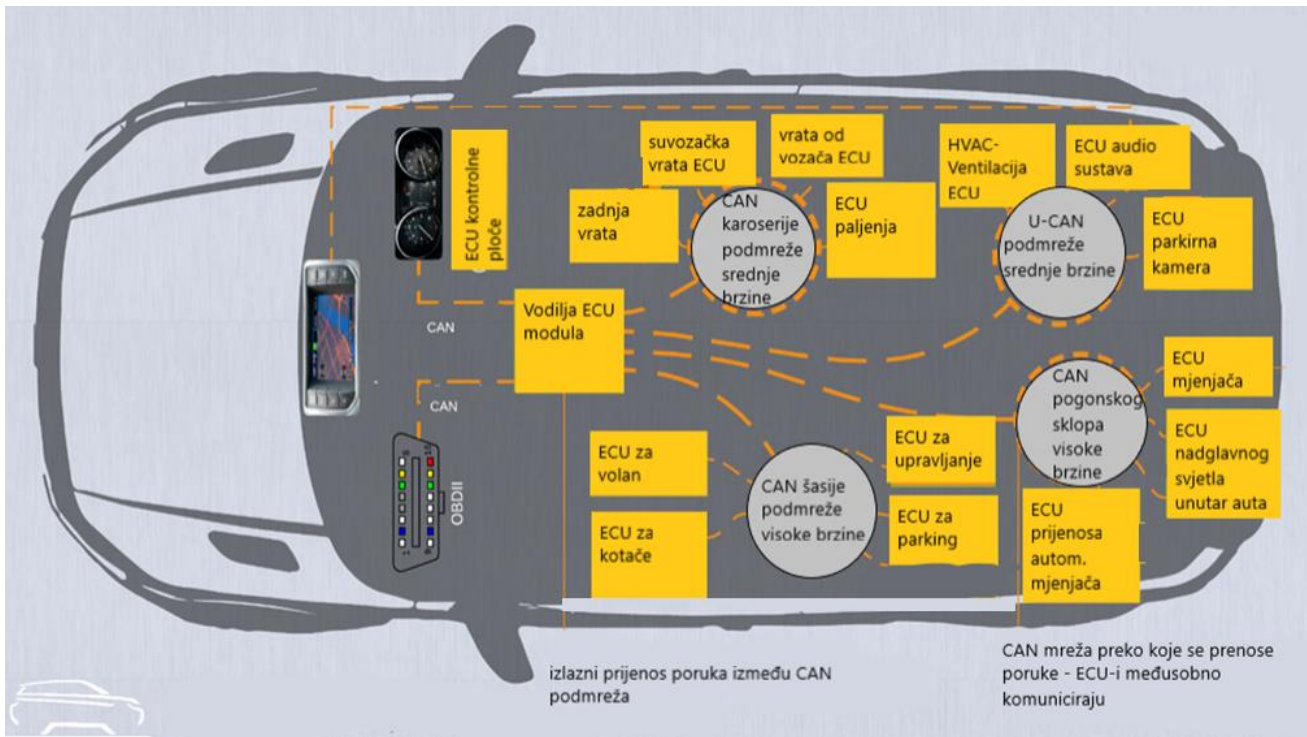 ECU kontrolne
ploče
suvozačka
vrata ECU
vrata od
vozača ECU
zadnja
vrata
CAN
karoserije
podmreže
srednje
brzine
ECU
paljenja
HVAC-
Ventilacija
ECU
ECU audio
sustava
U-CAN
podmreže
srednje brzine
ECU
parkirna
kamera
CAN
Vodilja ECU
modula
CAN
OBDII
ECU za
volan
ECU za
kotače
CAN šasije
podmreže
visoke brzine
ECU za
upravljanje
ECU za
parking
CAN
pogonskog
sklopa
visoke
brzine
ECU
mjenjača
ECU
nadglavnog
svjetla
unutar auta
ECU
prijenosa
autom.
mjenjača
izlazni prijenos poruka između CAN
podmreža
CAN mreža preko koje se prenose
poruke - ECU-i međusobno
komuniciraju